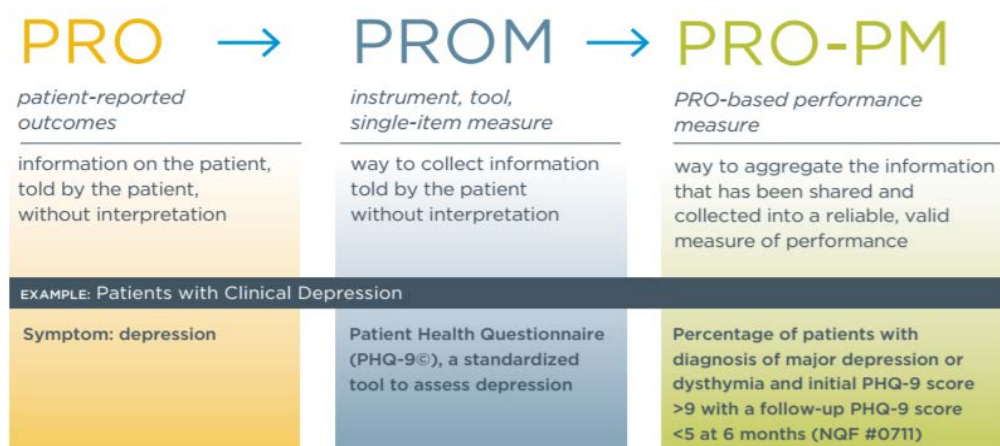 PRO → PROM → PRO-PM
patient-reported
outcomes
instrument, tool,
single-item measure
PRO-based performance
measure
information on the patient,
told by the patient,
without interpretation
way to collect information
told by the patient
without interpretation
way to aggregate the information
that has been shared and
collected into a reliable, valid
measure of performance
EXAMPLE: Patients with Clinical Depression
Symptom: depression
Patient Health Questionnaire
(PHQ-9©), a standardized
tool to assess depression
Percentage of patients with
diagnosis of major depression or
dysthymia and initial PHQ-9 score
>9 with a follow-up PHQ-9 score
<5 at 6 months (NQF #0711)